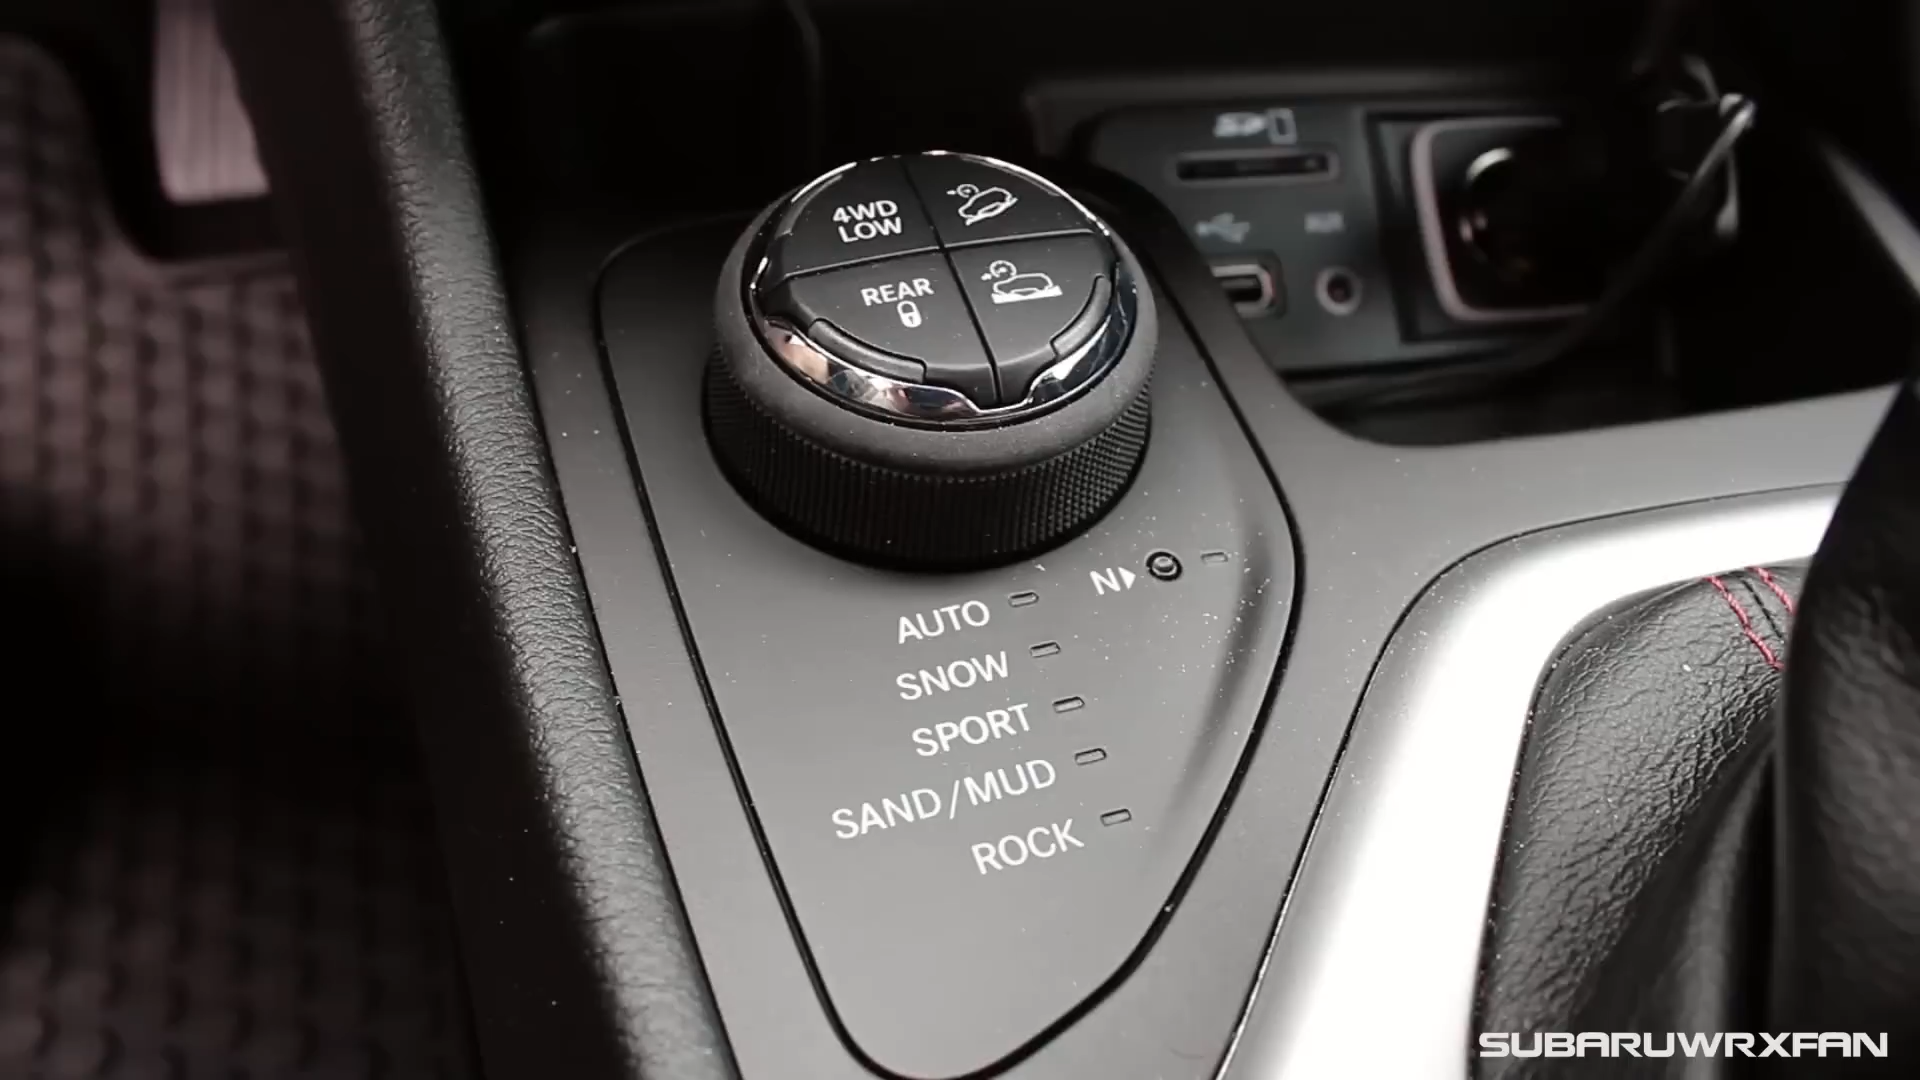 4WD
LOW
REAR
N
AUTO
SNOW
SPORT
SAND/MUD
ROCK
SUBARUWRXFAN